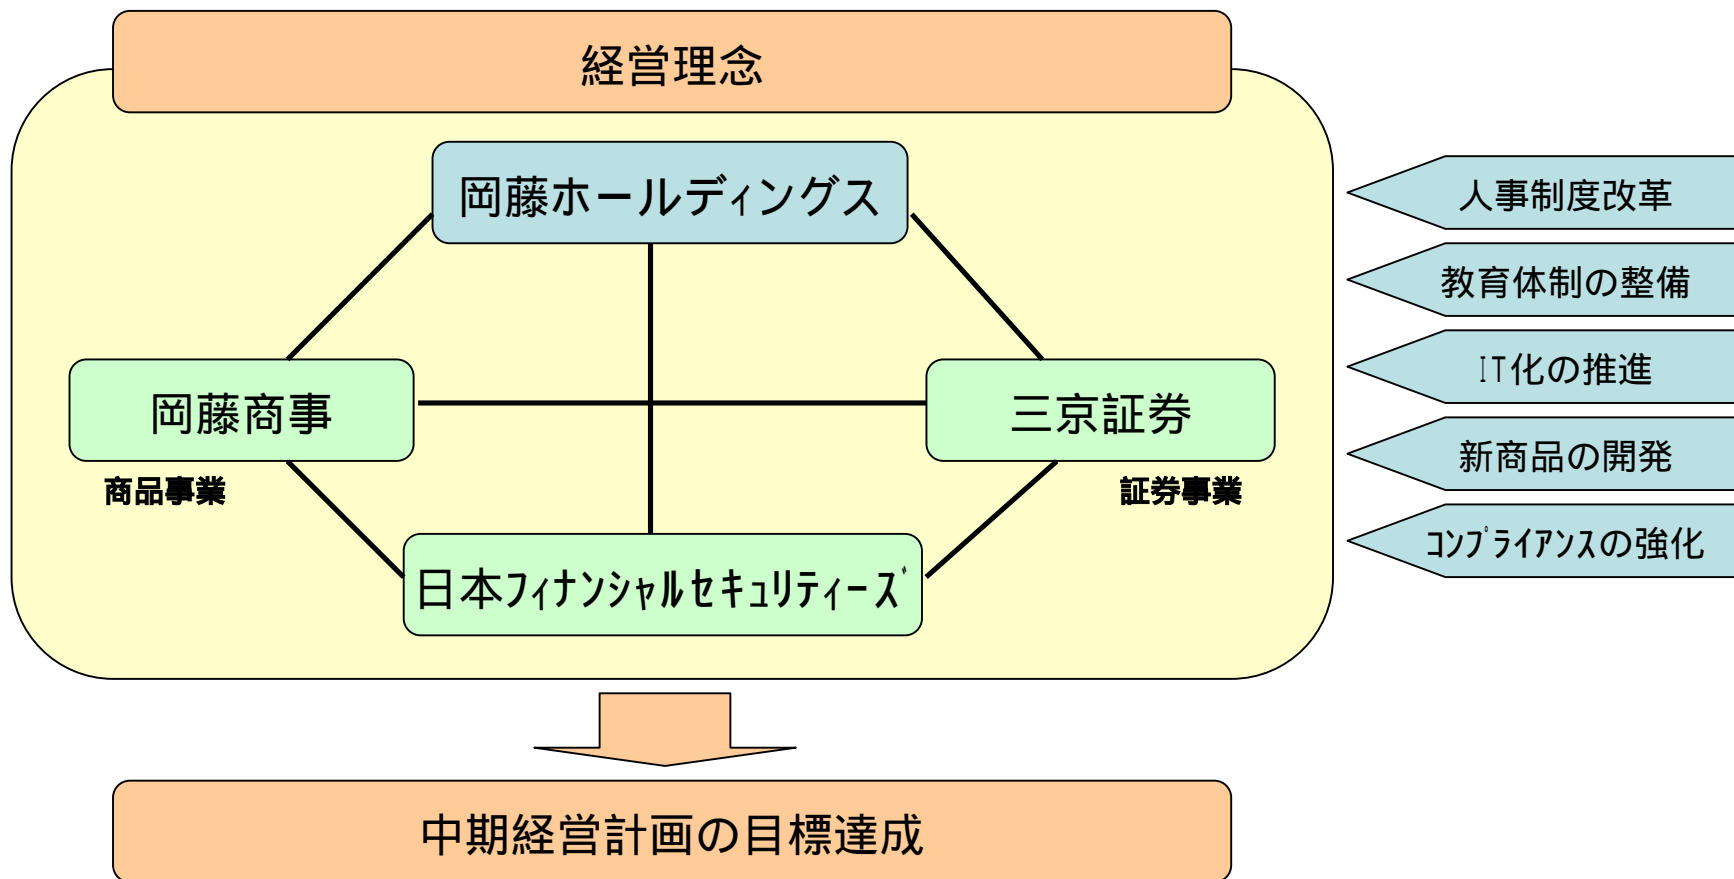 経営理念
岡藤ホールディングス
人事制度改革
教育体制の整備
IT化の推進
岡藤商事
三京証券
新商品の開発
商品事業
証券事業
ｺﾝﾌﾟﾗｲｱﾝｽの強化
日本ﾌｨﾅﾝｼｬﾙｾｷｭﾘﾃｨｰｽﾞ
中期経営計画の目標達成